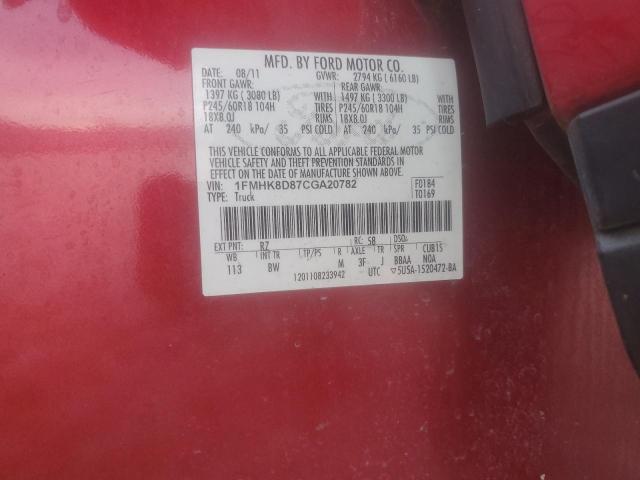 MFD. BY FORD MOTOR CO.
DATE: 08/11 GVWR: 2794 KG ( 6160 LB)
FRONT GAWR: REAR GAWR:
1397 KG ( 3080 LB) WITH 1497 KG ( 3300 LB) WITH
P245/60R18 104H TIRES P245/60R18 104H TIRES
18X8.0J RIMS 18X8.0J RIMS
AT 240 kPa/ 35 PSI COLD AT 240 kPa/ 35 PSI COLD
THIS VEHICLE CONFORMS TO ALL APPLICABLE FEDERAL MOTOR
VEHICLE SAFETY AND THEFT PREVENTION STANDARDS IN
EFFECT ON THE DATE OF MANUFACTURE SHOWN ABOVE.
VIN: 1FMHK8D87CGA20782 F0184
TYPE: Truck T0169
EXT PNT: RZ RC: 58 DSO:
WB INT TR TP/PS R AXLE TR SPR CUB15
113 BW M 3F J BBAA NOA
1201108233942 UTC ▽5USA-1520472-BA